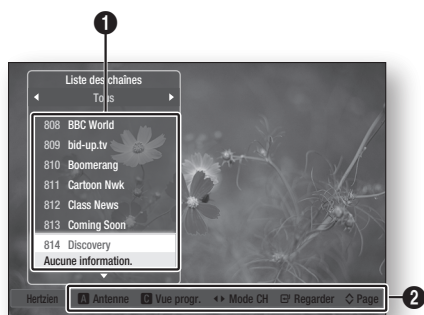 1
Liste des chaînes
Tous
808 BBC World
809 bid-up.tv
810 Boomerang
811 Cartoon Nwk
812 Class News
813 Coming Soon
814 Discovery
Aucune information.
Hertzien A Antenne C Vue progr. Mode CH Regarder Page
2